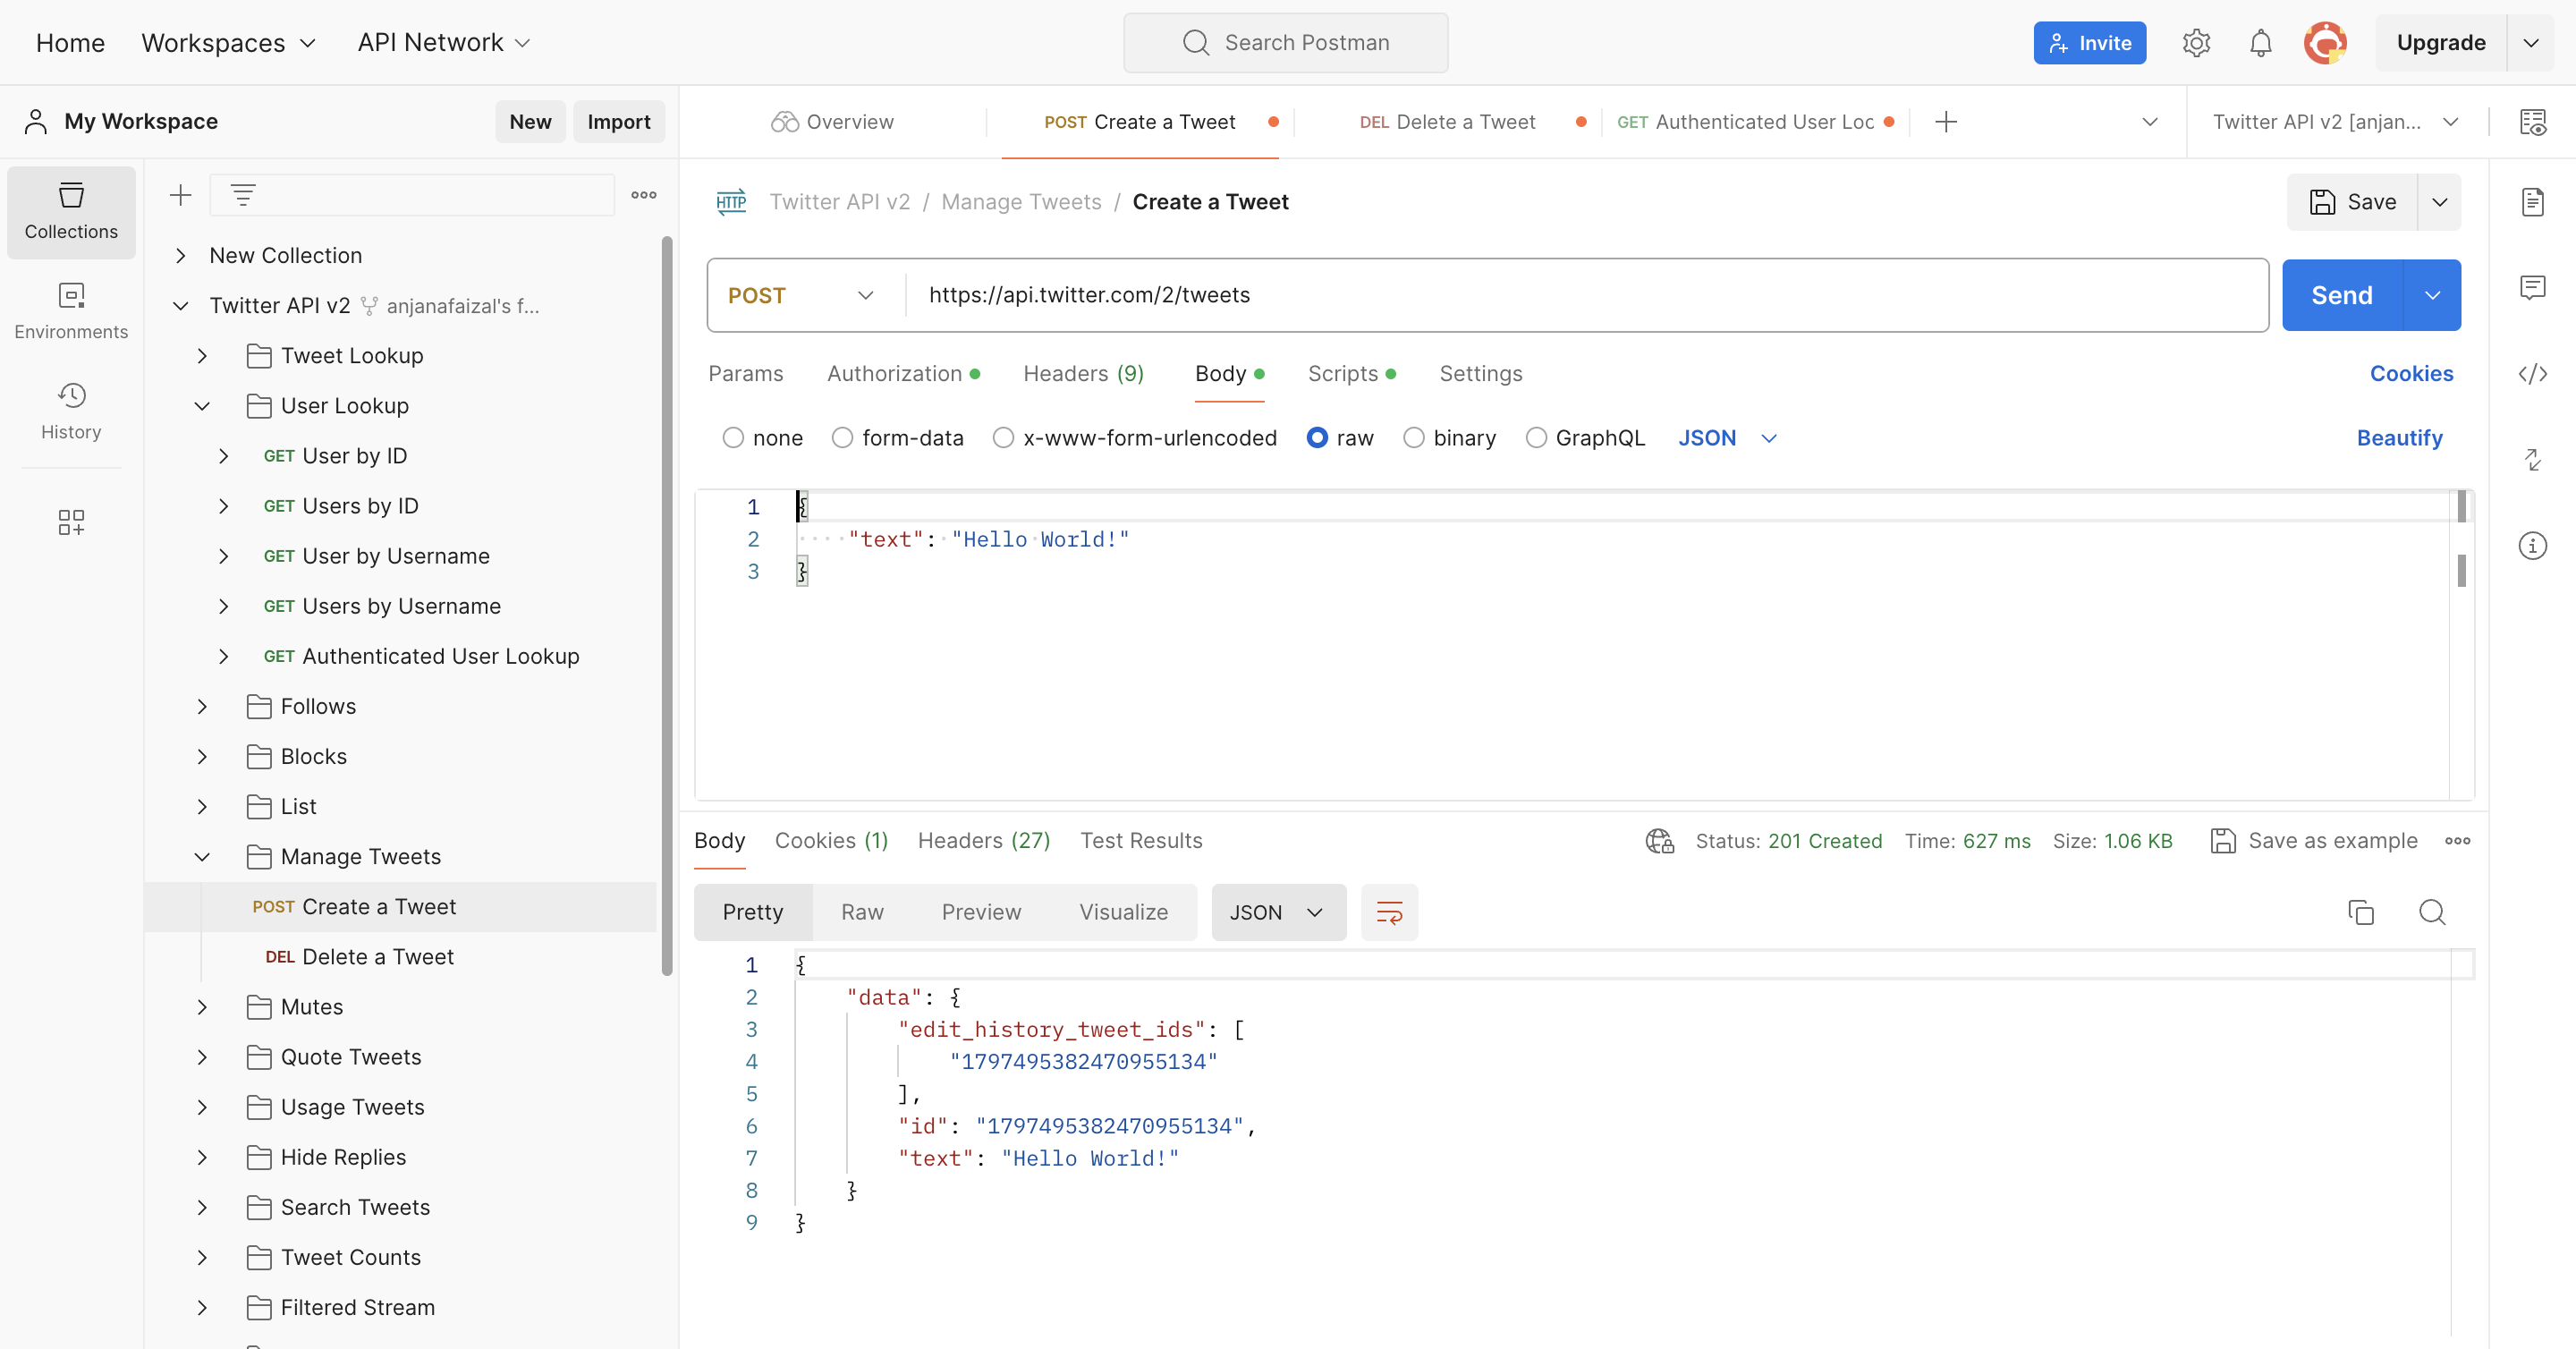 Home Workspaces API Network Search Postman Invite Upgrade
My Workspace New Import
Overview POST Create a Tweet DEL Delete a Tweet GET Authenticated User Loc Twitter API v2 [anjan...
Collections
Environments
History
New Collection
Twitter API v2 anjanafaizal's f...
Tweet Lookup
User Lookup
GET User by ID
GET Users by ID
GET User by Username
GET Users by Username
GET Authenticated User Lookup
Follows
Blocks
List
Manage Tweets
POST Create a Tweet
DEL Delete a Tweet
Mutes
Quote Tweets
Usage Tweets
Hide Replies
Search Tweets
Tweet Counts
Filtered Stream
HTTP Twitter API v2 / Manage Tweets / Create a Tweet Save
POST https://api.twitter.com/2/tweets Send
Params Authorization Headers (9) Body Scripts Settings Cookies
none form-data x-www-form-urlencoded raw binary GraphQL JSON Beautify
1 {
2 "text": "Hello World!"
3 }
Body Cookies (1) Headers (27) Test Results Status: 201 Created Time: 627 ms Size: 1.06 KB Save as example
Pretty Raw Preview Visualize JSON
1 {
2 "data": {
3 "edit_history_tweet_ids": [
4 "1797495382470955134"
5 ],
6 "id": "1797495382470955134",
7 "text": "Hello World!"
8 }
9 }